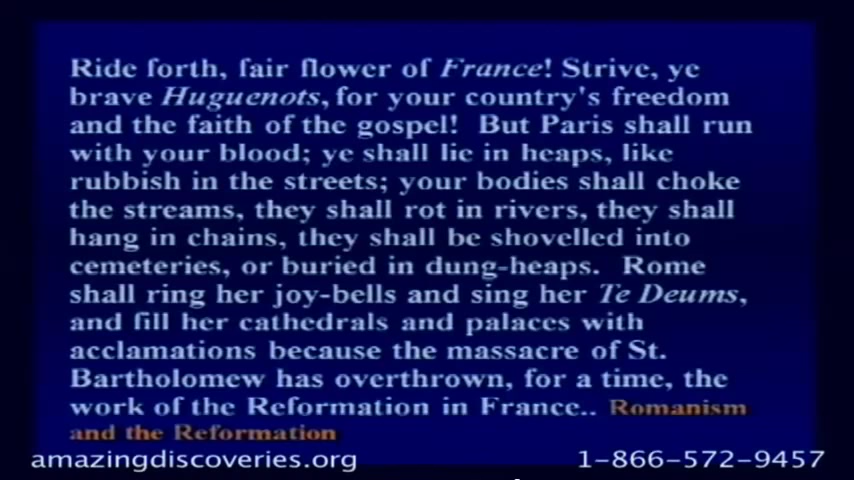 Ride forth, fair flower of France! Strive, ye
brave Huguenots, for your country's freedom
and the faith of the gospel! But Paris shall run
with your blood; ye shall lie in heaps, like
rubbish in the streets; your bodies shall choke
the streams, they shall rot in rivers, they shall
hang in chains, they shall be shovelled into
cemeteries, or buried in dung-heaps. Rome
shall ring her joy-bells and sing her Te Deums,
and fill her cathedrals and palaces with
acclamations because the massacre of St.
Bartholomew has overthrown, for a time, the
work of the Reformation in France.. Romanism
and the Reformation
amazingdiscoveries.org 1-866-572-9457